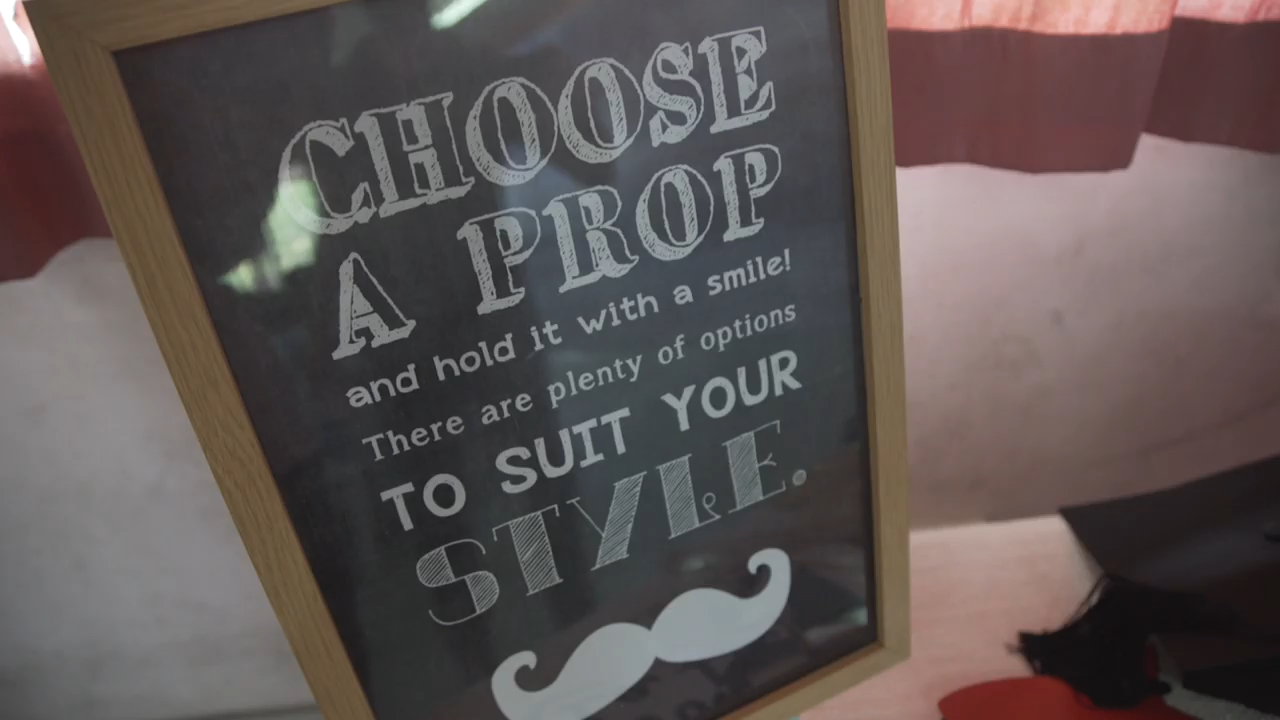 CHOOSE
A PROP
and hold it with a smile!
There are plenty of options
TO SUIT YOUR
STYLE.